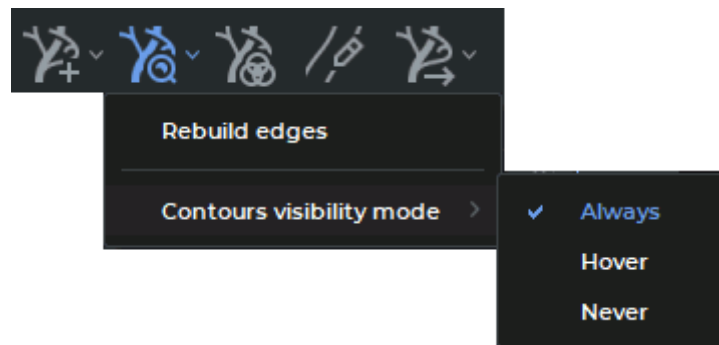 Rebuild edges
Contours visibility mode
Always
Hover
Never